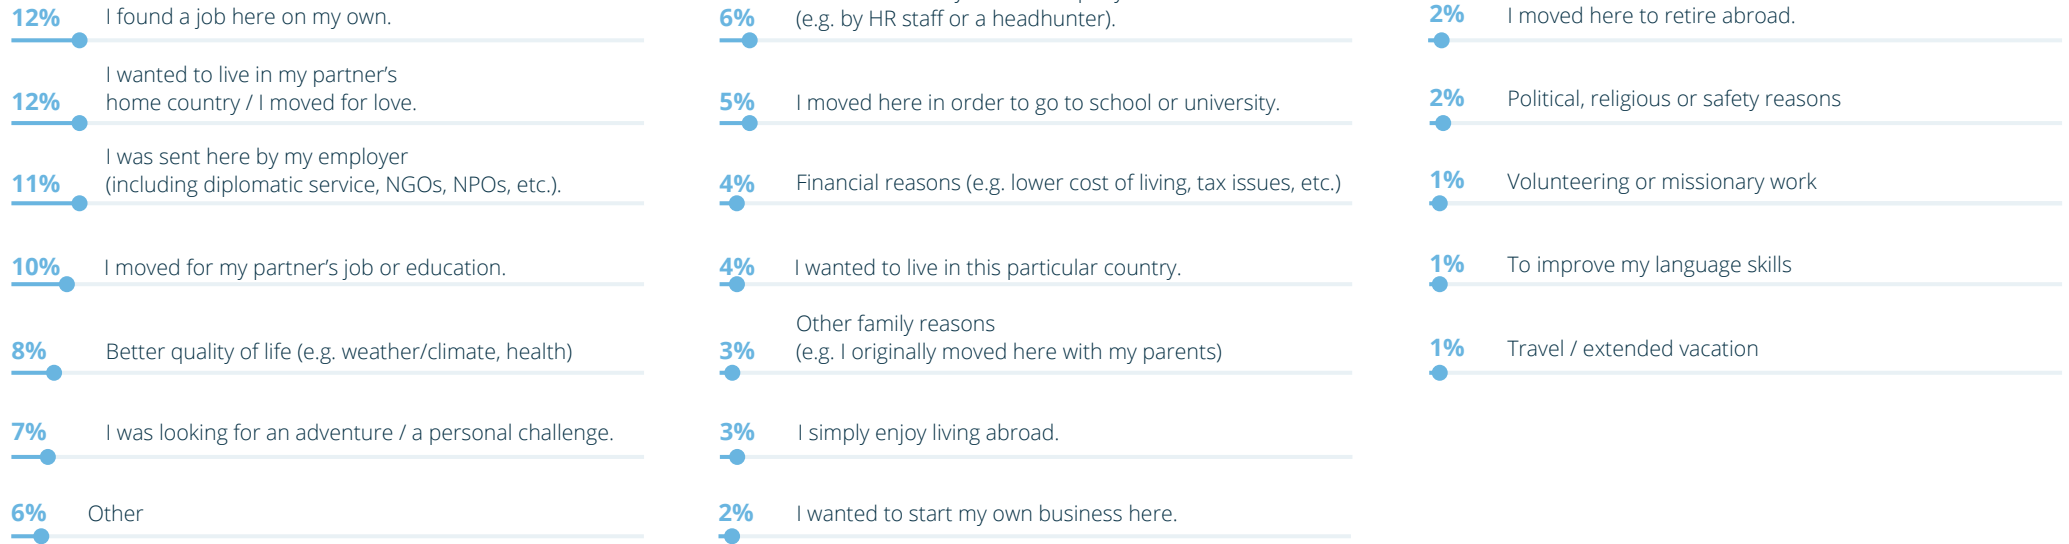 12% I found a job here on my own.
I wanted to live in my partner’s
12% home country / I moved for love.
I was sent here by my employer
11% (including diplomatic service, NGOs, NPOs, etc.).
10% I moved for my partner’s job or education.
8% Better quality of life (e.g. weather/climate, health)
7% I was looking for an adventure / a personal challenge.
6% Other
6% (e.g. by HR staff or a headhunter).
5% I moved here in order to go to school or university.
4% Financial reasons (e.g. lower cost of living, tax issues, etc.)
4% I wanted to live in this particular country.
Other family reasons
3% (e.g. I originally moved here with my parents)
3% I simply enjoy living abroad.
2% I wanted to start my own business here.
2% I moved here to retire abroad.
2% Political, religious or safety reasons
1% Volunteering or missionary work
1% To improve my language skills
1% Travel / extended vacation